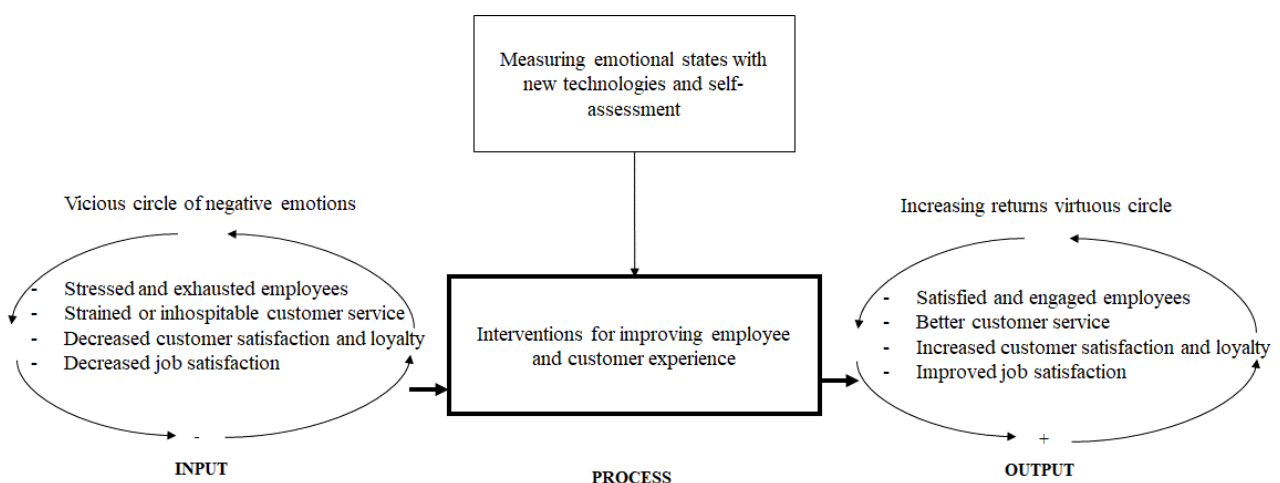 Measuring emotional states with
new technologies and self-
assessment
Vicious circle of negative emotions
- Stressed and exhausted employees
- Strained or inhospitable customer service
- Decreased customer satisfaction and loyalty
- Decreased job satisfaction
-
INPUT
Interventions for improving employee
and customer experience
PROCESS
Increasing returns virtuous circle
- Satisfied and engaged employees
- Better customer service
- Increased customer satisfaction and loyalty
- Improved job satisfaction
+
OUTPUT